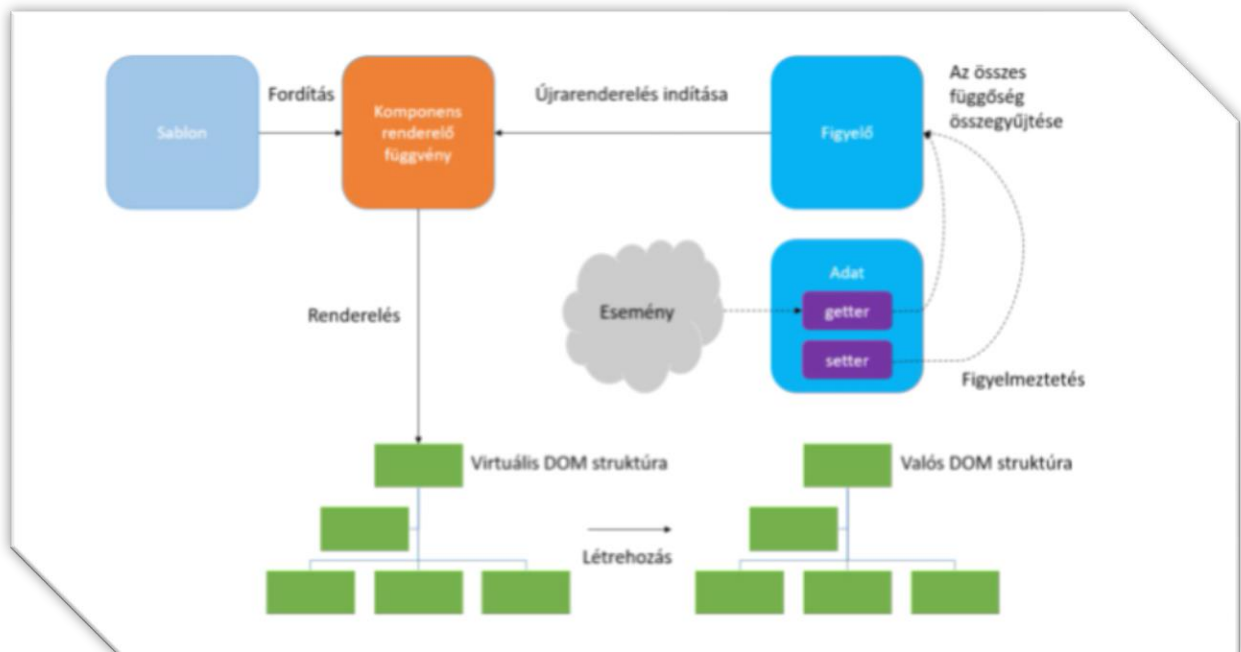 Sablon
Fordítás
Komponens
renderelő
függvény
Újrarenderelés indítása
Figyelő
Az összes
függőség
összegyűjtése
Renderelés
Esemény
Adat
getter
setter
Figyelmeztetés
Virtuális DOM struktúra
Létrehozás
Valós DOM struktúra